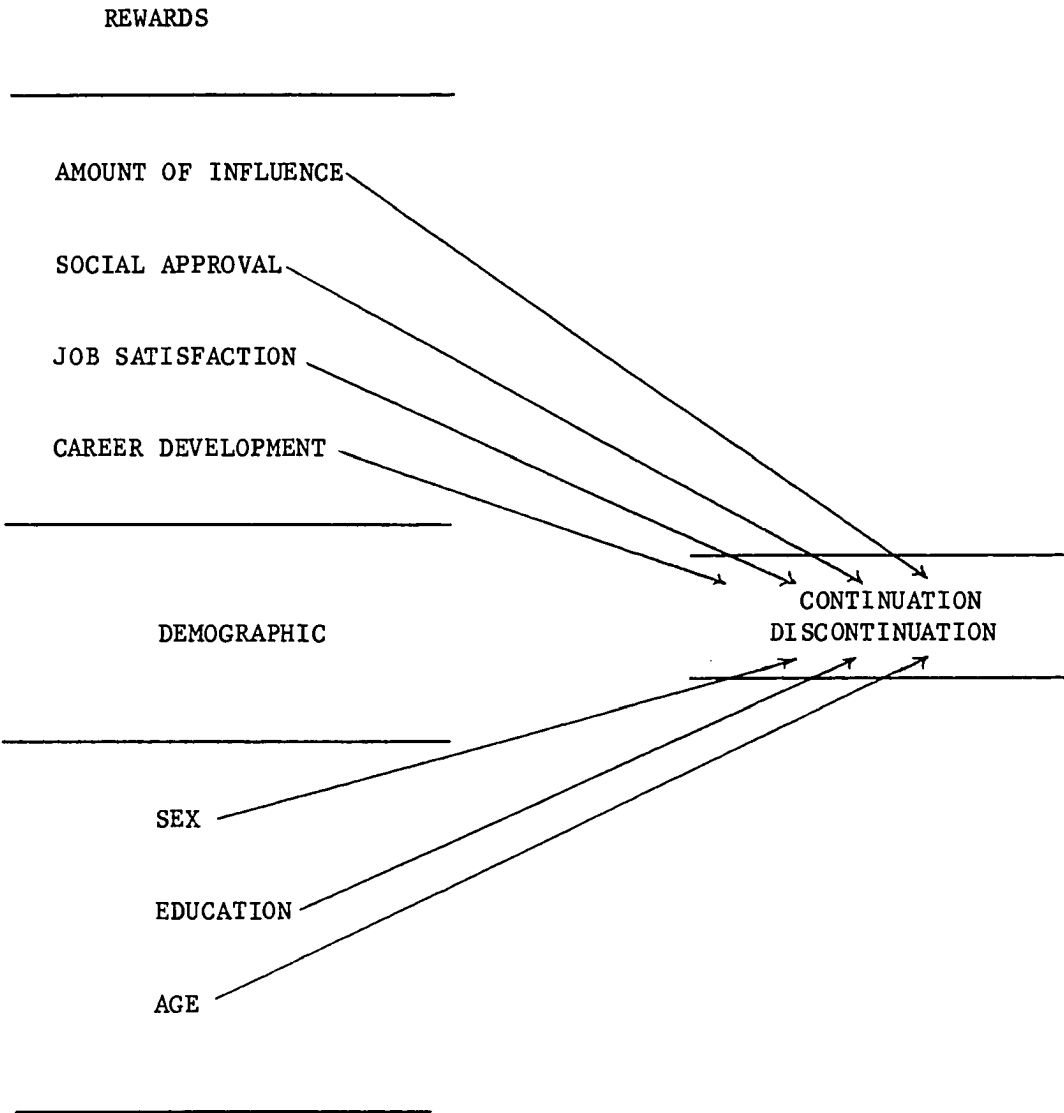 REWARDS
AMOUNT OF INFLUENCE
SOCIAL APPROVAL
JOB SATISFACTION
CAREER DEVELOPMENT
DEMOGRAPHIC
CONTINUATION
DISCONTINUATION
SEX
EDUCATION
AGE